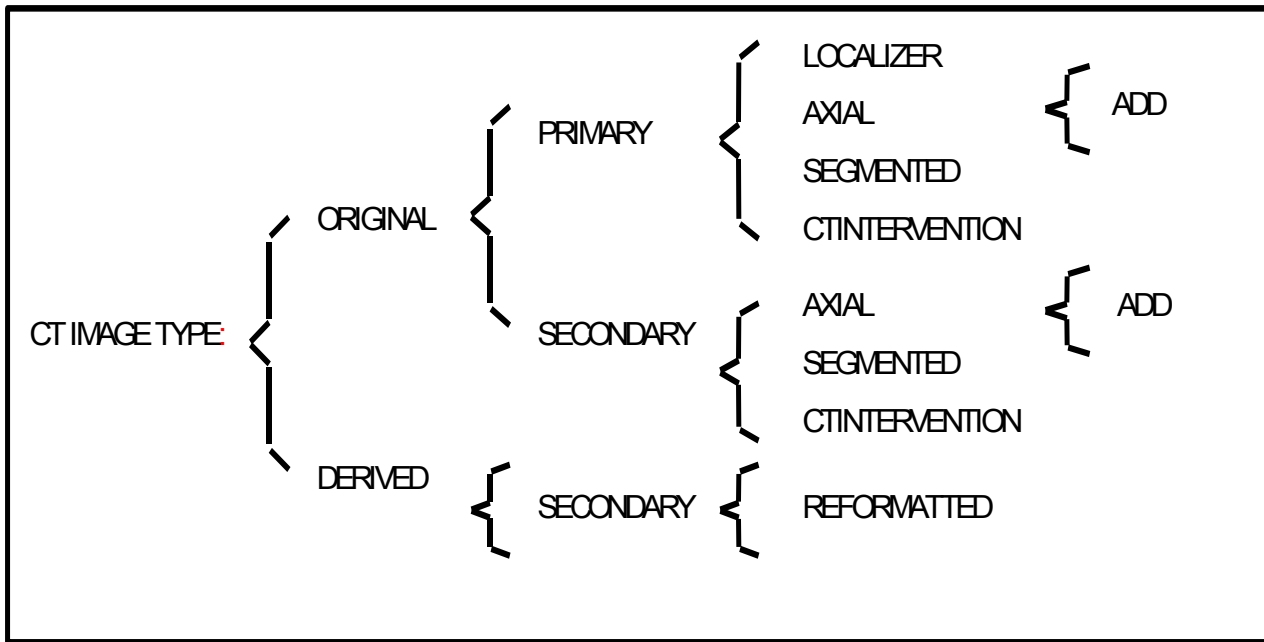 LOCALIZER
AXIAL
ADD
PRIMARY
SEGMENTED
ORIGINAL
CTINTERVENTION
AXIAL
ADD
CT IMAGE TYPE:
SECONDARY
SEGMENTED
CTINTERVENTION
DERIVED
SECONDARY
REFORMATTED